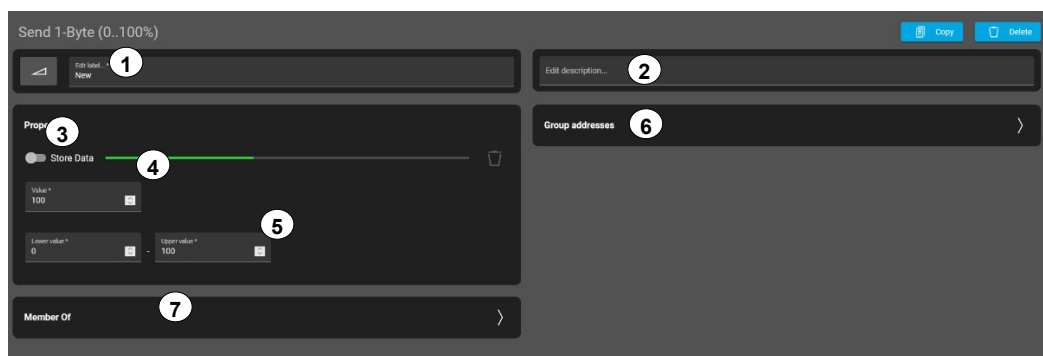 Send 1-Byte (0..100%)
Copy
Delete
Edit label... *
New
1
Edit description...
2
Prope
3
Store Data
4
Value *
100
5
Lower value *
0
-
Upper value *
100
Group addresses
6
Member Of
7